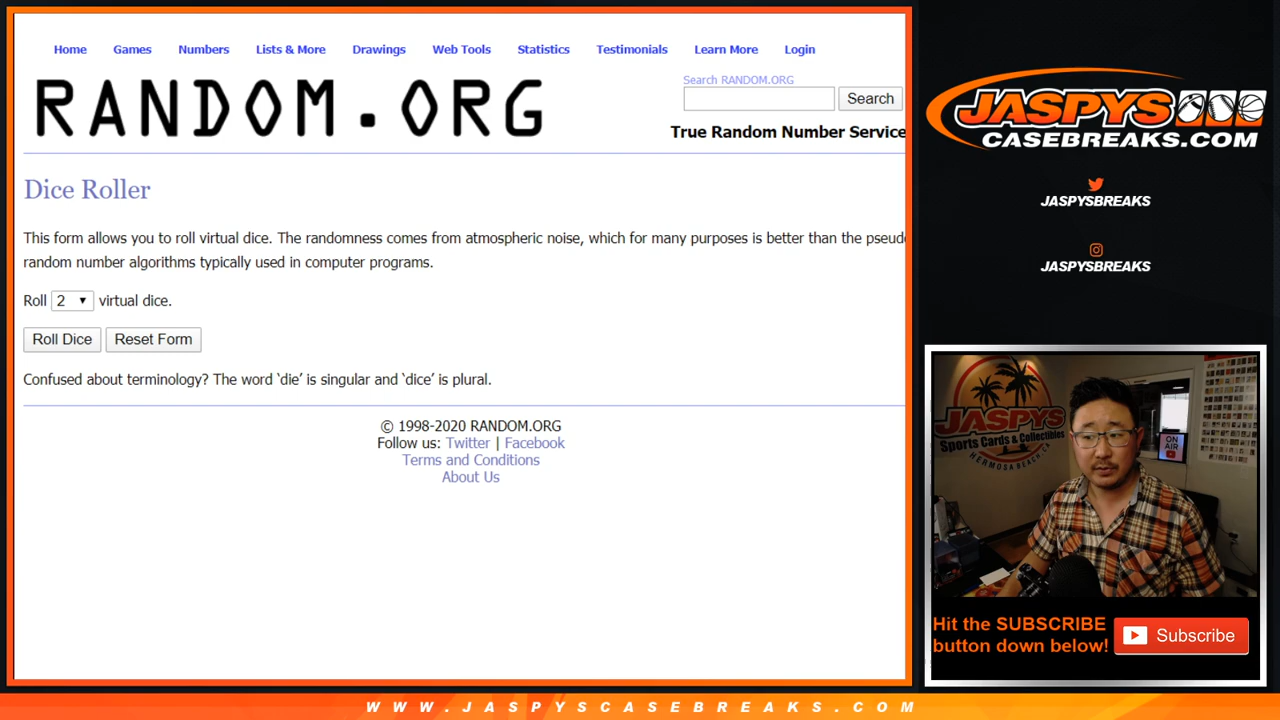 Home Games Numbers Lists & More Drawings Web Tools Statistics Testimonials Learn More Login
RANDOM.ORG
Search RANDOM.ORG
Search
True Random Number Service
Dice Roller
This form allows you to roll virtual dice. The randomness comes from atmospheric noise, which for many purposes is better than the pseudo
random number algorithms typically used in computer programs.
Roll 2 virtual dice.
Roll Dice Reset Form
Confused about terminology? The word ‘die’ is singular and ‘dice’ is plural.
© 1998-2020 RANDOM.ORG
Follow us: Twitter | Facebook
Terms and Conditions
About Us
JASPYS
CASEBREAKS.COM
JASPYSBREAKS
JASPYSBREAKS
JASPYS
Sports Cards & Collectibles
HERMOSA BEACH, CA
ON
AIR
Hit the SUBSCRIBE
button down below!
Subscribe
WWW.JASPYSCASEBREAKS.COM